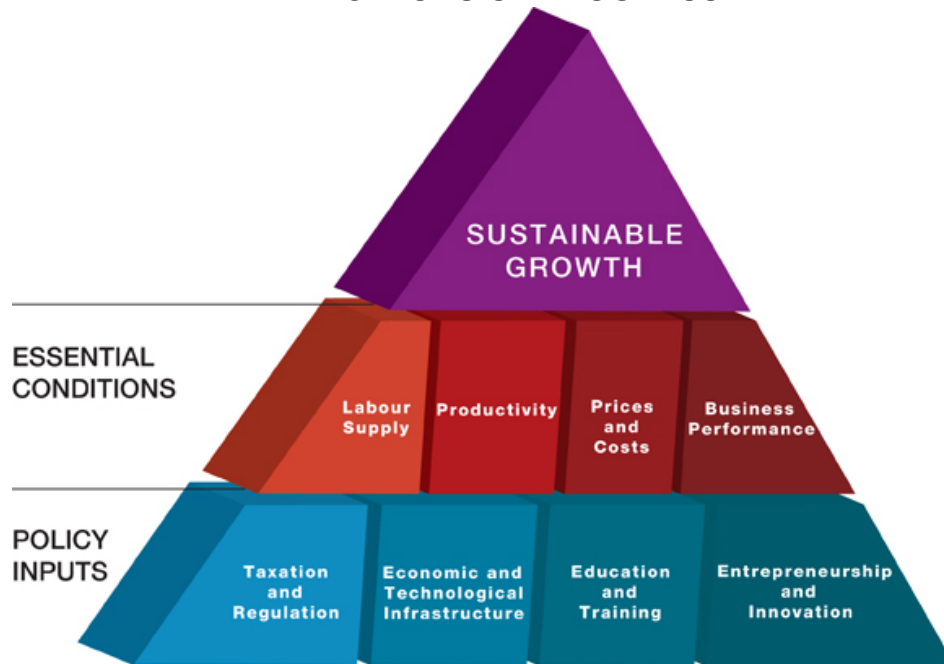 SUSTAINABLE
GROWTH
ESSENTIAL
CONDITIONS
Labour
Supply
Productivity
Prices
and
Costs
Business
Performance
POLICY
INPUTS
Taxation
and
Regulation
Economic and
Technological
Infrastructure
Education
and
Training
Entrepreneurship
and
Innovation